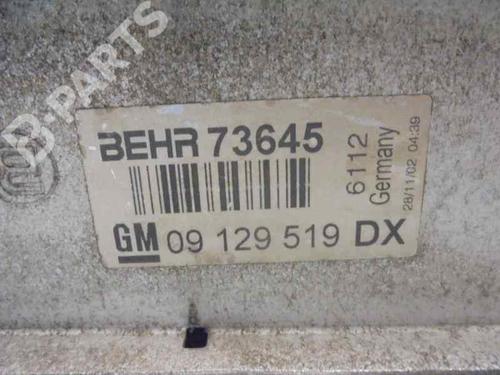 B-PARTS
BEHR 73645
6112
Germany
28/11/02 04:39
GM 09 129 519 DX